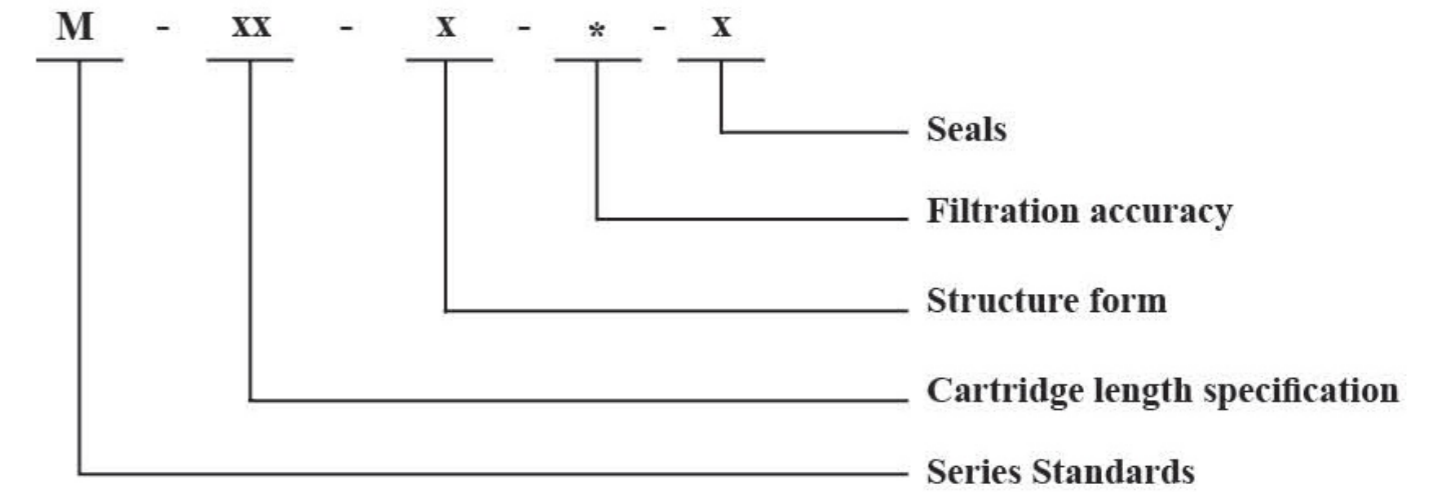 M - xx - x - * - x
Seals
Filtration accuracy
Structure form
Cartridge length specification
Series Standards